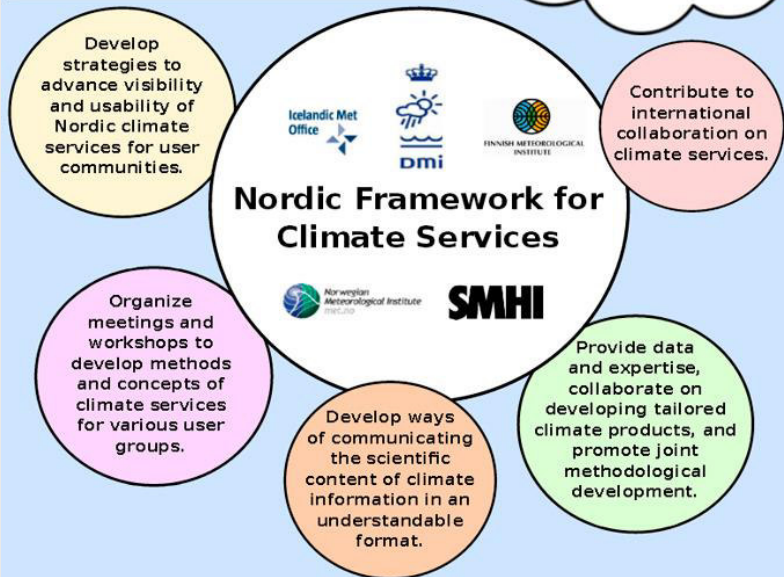 Develop
strategies to
advance visibility
and usability of
Nordic climate
services for user
communities.
Icelandic Met
Office
DMI
FINNISH METEOROLOGICAL
INSTITUTE
Contribute to
international
collaboration on
climate services.
Nordic Framework for
Climate Services
Norwegian
Meteorological Institute
met.no
SMHI
Organize
meetings and
workshops to
develop methods
and concepts of
climate services
for various user
groups.
Develop ways
of communicating
the scientific
content of climate
information in an
understandable
format.
Provide data
and expertise,
collaborate on
developing tailored
climate products, and
promote joint
methodological
development.